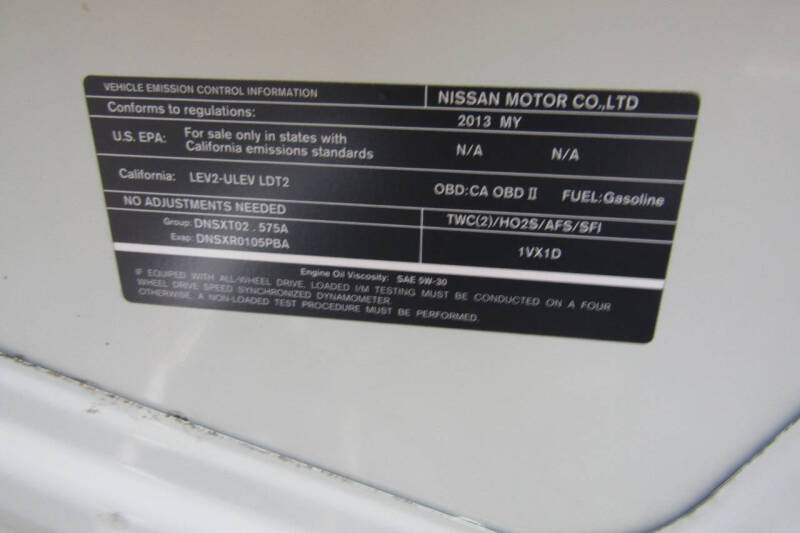 VEHICLE EMISSION CONTROL INFORMATION
NISSAN MOTOR CO.,LTD
Conforms to regulations:
2013 MY
U.S. EPA: For sale only in states with
California emissions standards
N/A N/A
California: LEV2-ULEV LDT2
OBD:CA OBD II FUEL:Gasoline
NO ADJUSTMENTS NEEDED
TWC(2)/HO2S/AFS/SFI
Group: DNSXT02 . 575A
Evap: DNSXR0105PBA
1VX1D
Engine Oil Viscosity: SAE 5W-30
IF EQUIPED WITH ALL-WHEEL DRIVE, LOADED I/M TESTING MUST BE CONDUCTED ON A FOUR
WHEEL DRIVE SPEED SYNCHRONIZED DYNAMOMETER.
OTHERWISE, A NON-LOADED TEST PROCEDURE MUST BE PERFORMED.